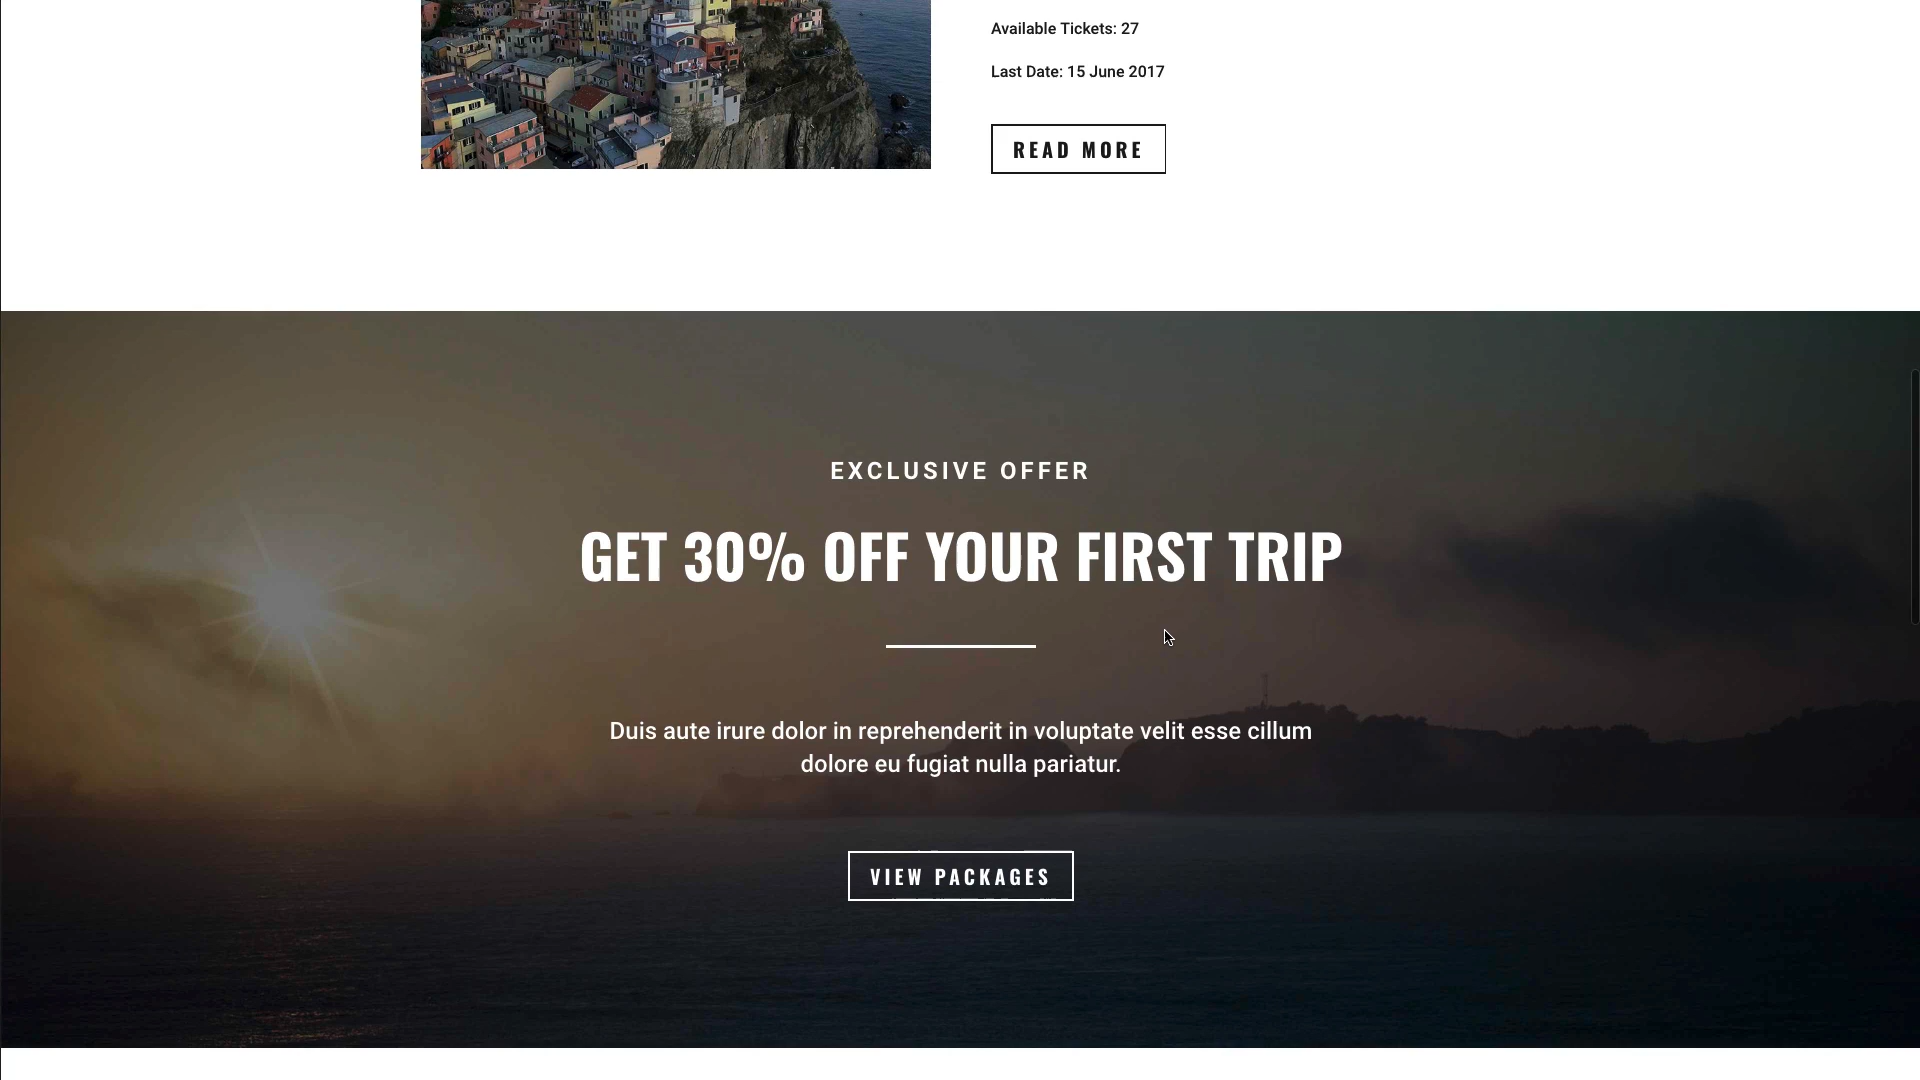 Available Tickets: 27
Last Date: 15 June 2017
READ MORE
EXCLUSIVE OFFER
GET 30% OFF YOUR FIRST TRIP
Duis aute irure dolor in reprehenderit in voluptate velit esse cillum
dolore eu fugiat nulla pariatur.
VIEW PACKAGES